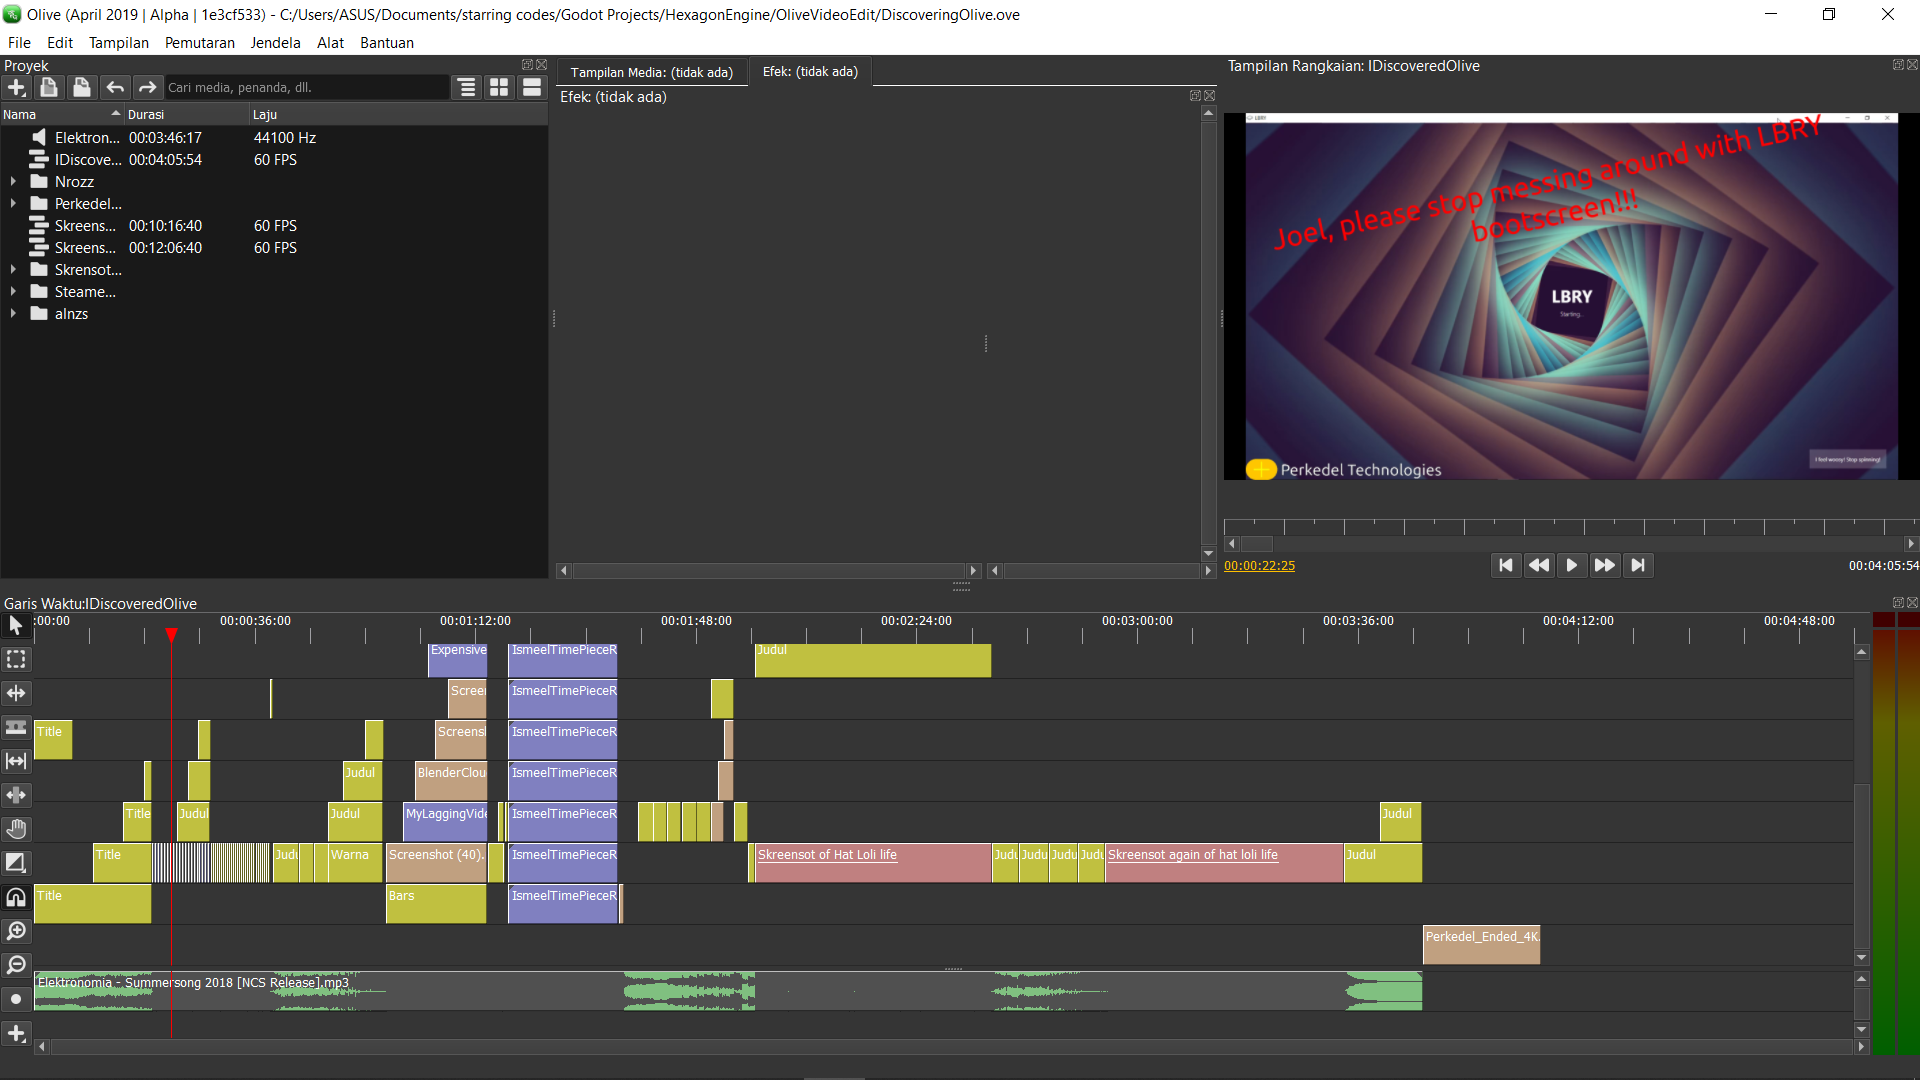 Olive (April 2019 | Alpha | 1e3cf533) - C:/Users/ASUS/Documents/starring codes/Godot Projects/HexagonEngine/OliveVideoEdit/DiscoveringOlive.ove
File Edit Tampilan Pemutaran Jendela Alat Bantuan
Proyek
Cari media, penanda, dll.
Nama Durasi Laju
Elektron... 00:03:46:17 44100 Hz
IDiscove... 00:04:05:54 60 FPS
Nrozz
Perkedel...
Skreens... 00:10:16:40 60 FPS
Skreens... 00:12:06:40 60 FPS
Skrensot...
Steame...
alnzs
Tampilan Media: (tidak ada) Efek: (tidak ada)
Efek: (tidak ada)
Tampilan Rangkaian: IDiscoveredOlive
LBRY
Joel, please stop messing around with LBRY
bootscreen!!!
LBRY
Starting...
I feel woozy! Stop spinning!
Perkedel Technologies
00:00:22:25 00:04:05:54
Garis Waktu:IDiscoveredOlive
:00:00 00:00:36:00 00:01:12:00 00:01:48:00 00:02:24:00 00:03:00:00 00:03:36:00 00:04:12:00 00:04:48:00
Expensive IsmeelTimePieceR Judul
Screen IsmeelTimePieceR
Title Screensl IsmeelTimePieceR
Judul BlenderClou IsmeelTimePieceR
Title Judul Judul MyLaggingVide IsmeelTimePieceR Judul
Title Judu Warna Screenshot (40). IsmeelTimePieceR Skreensot of Hat Loli life Judu Judu Judu Judu Skreensot again of hat loli life Judul
Title Bars IsmeelTimePieceR
Perkedel_Ended_4K.
Elektronomia - Summersong 2018 [NCS Release].mp3